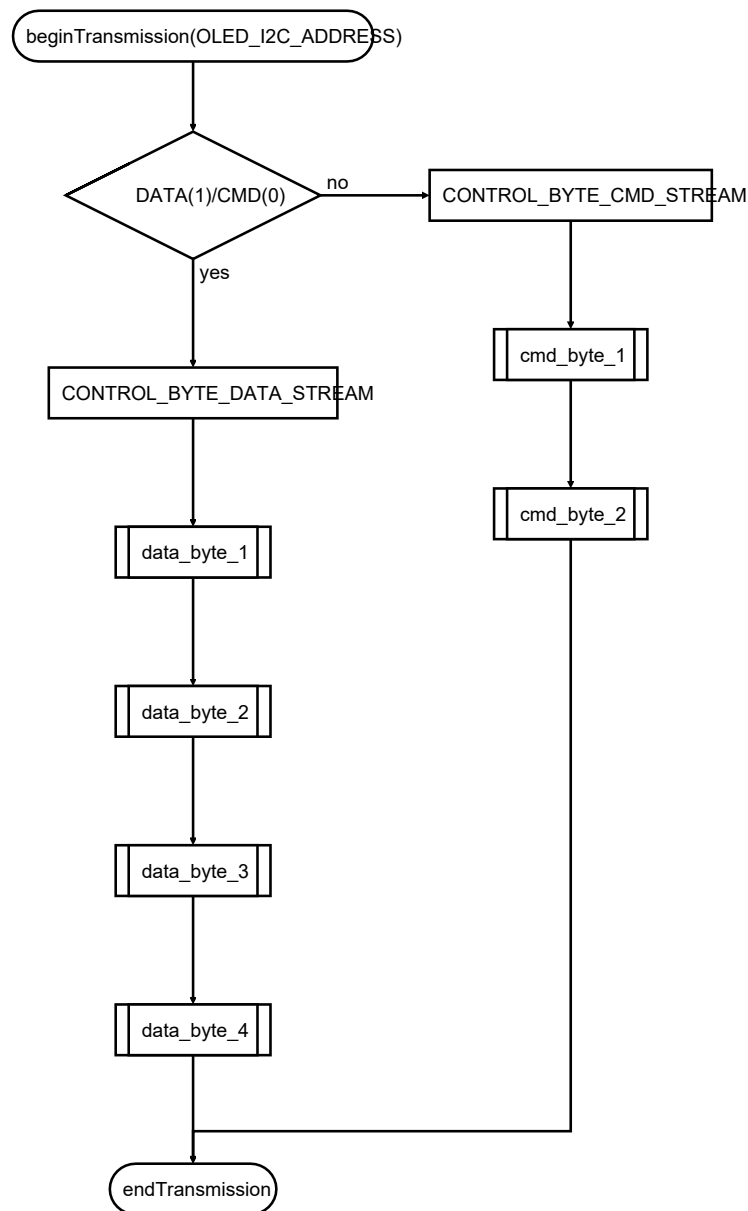 beginTransmission(OLED_I2C_ADDRESS)
DATA(1)/CMD(0)
no
CONTROL_BYTE_CMD_STREAM
yes
cmd_byte_1
CONTROL_BYTE_DATA_STREAM
cmd_byte_2
data_byte_1
data_byte_2
data_byte_3
data_byte_4
endTransmission